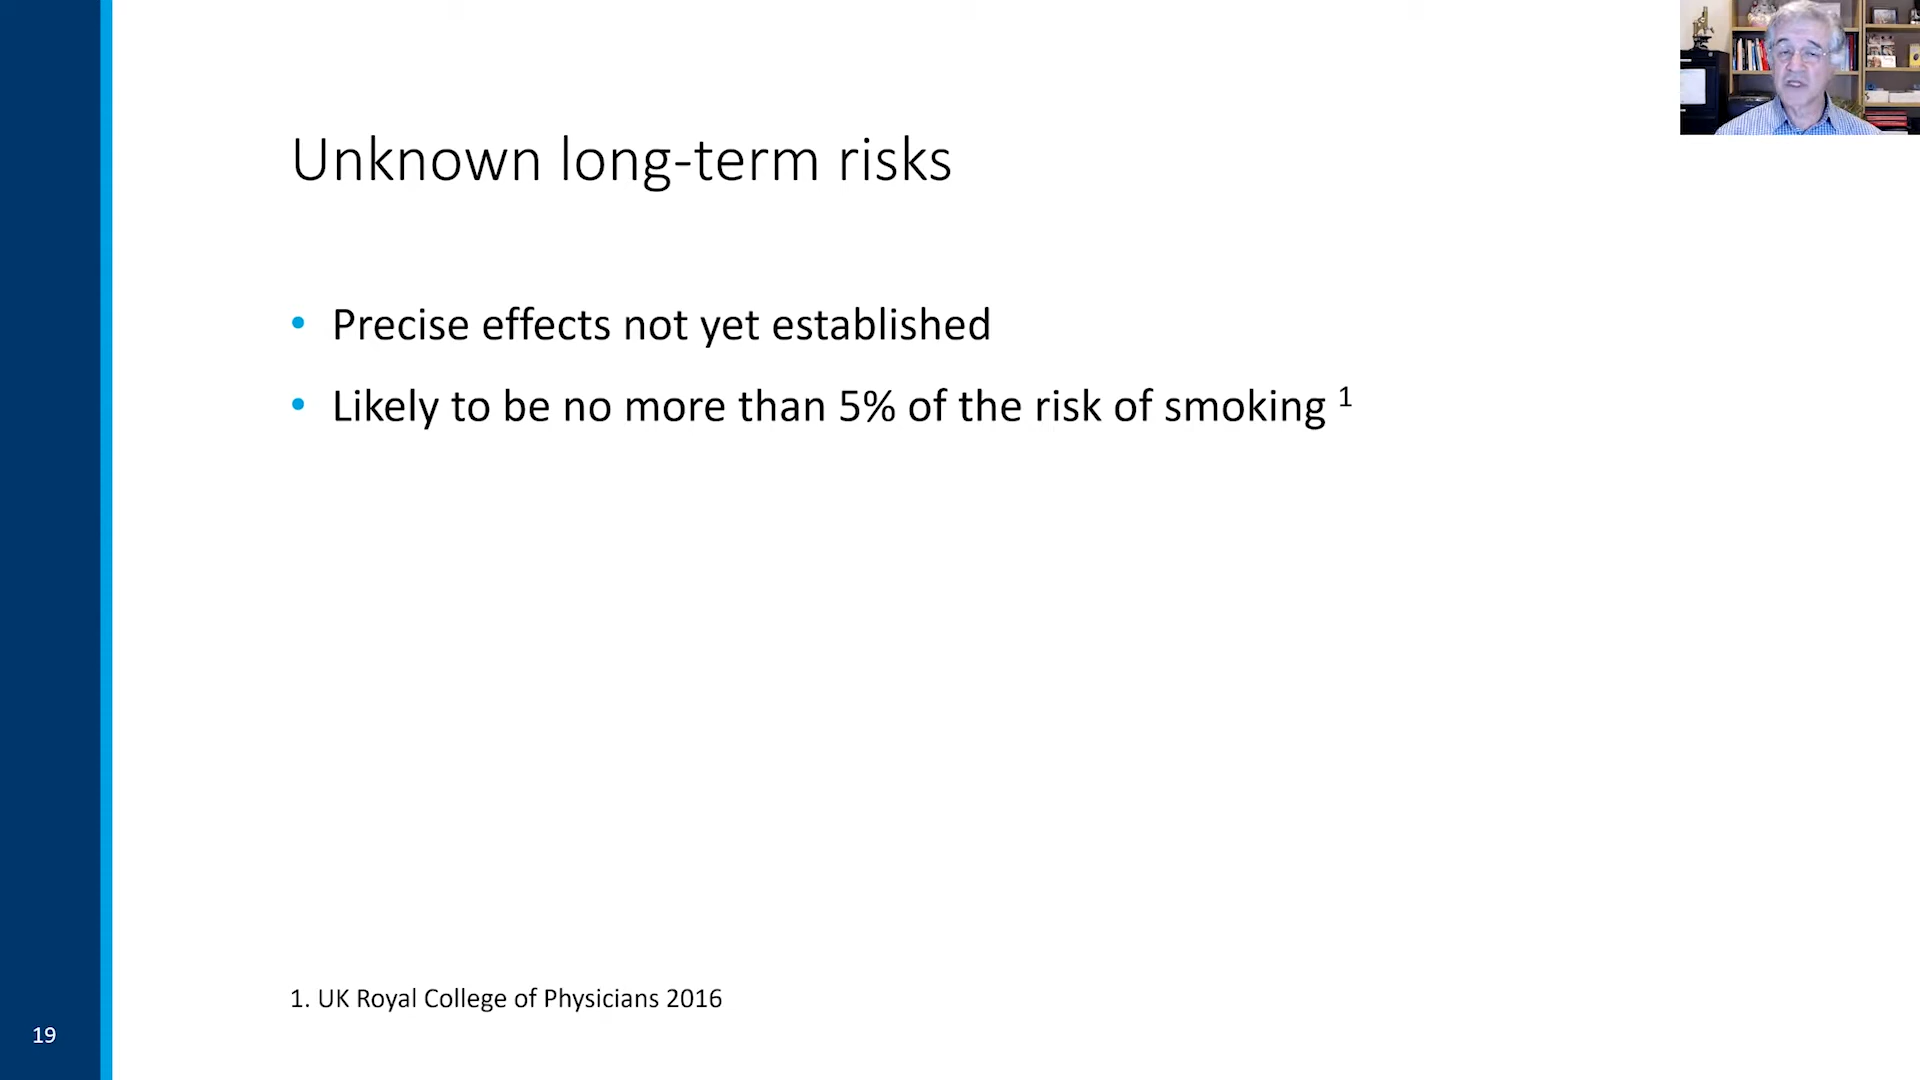 Unknown long-term risks
• Precise effects not yet established
• Likely to be no more than 5% of the risk of smoking 1
1. UK Royal College of Physicians 2016
19